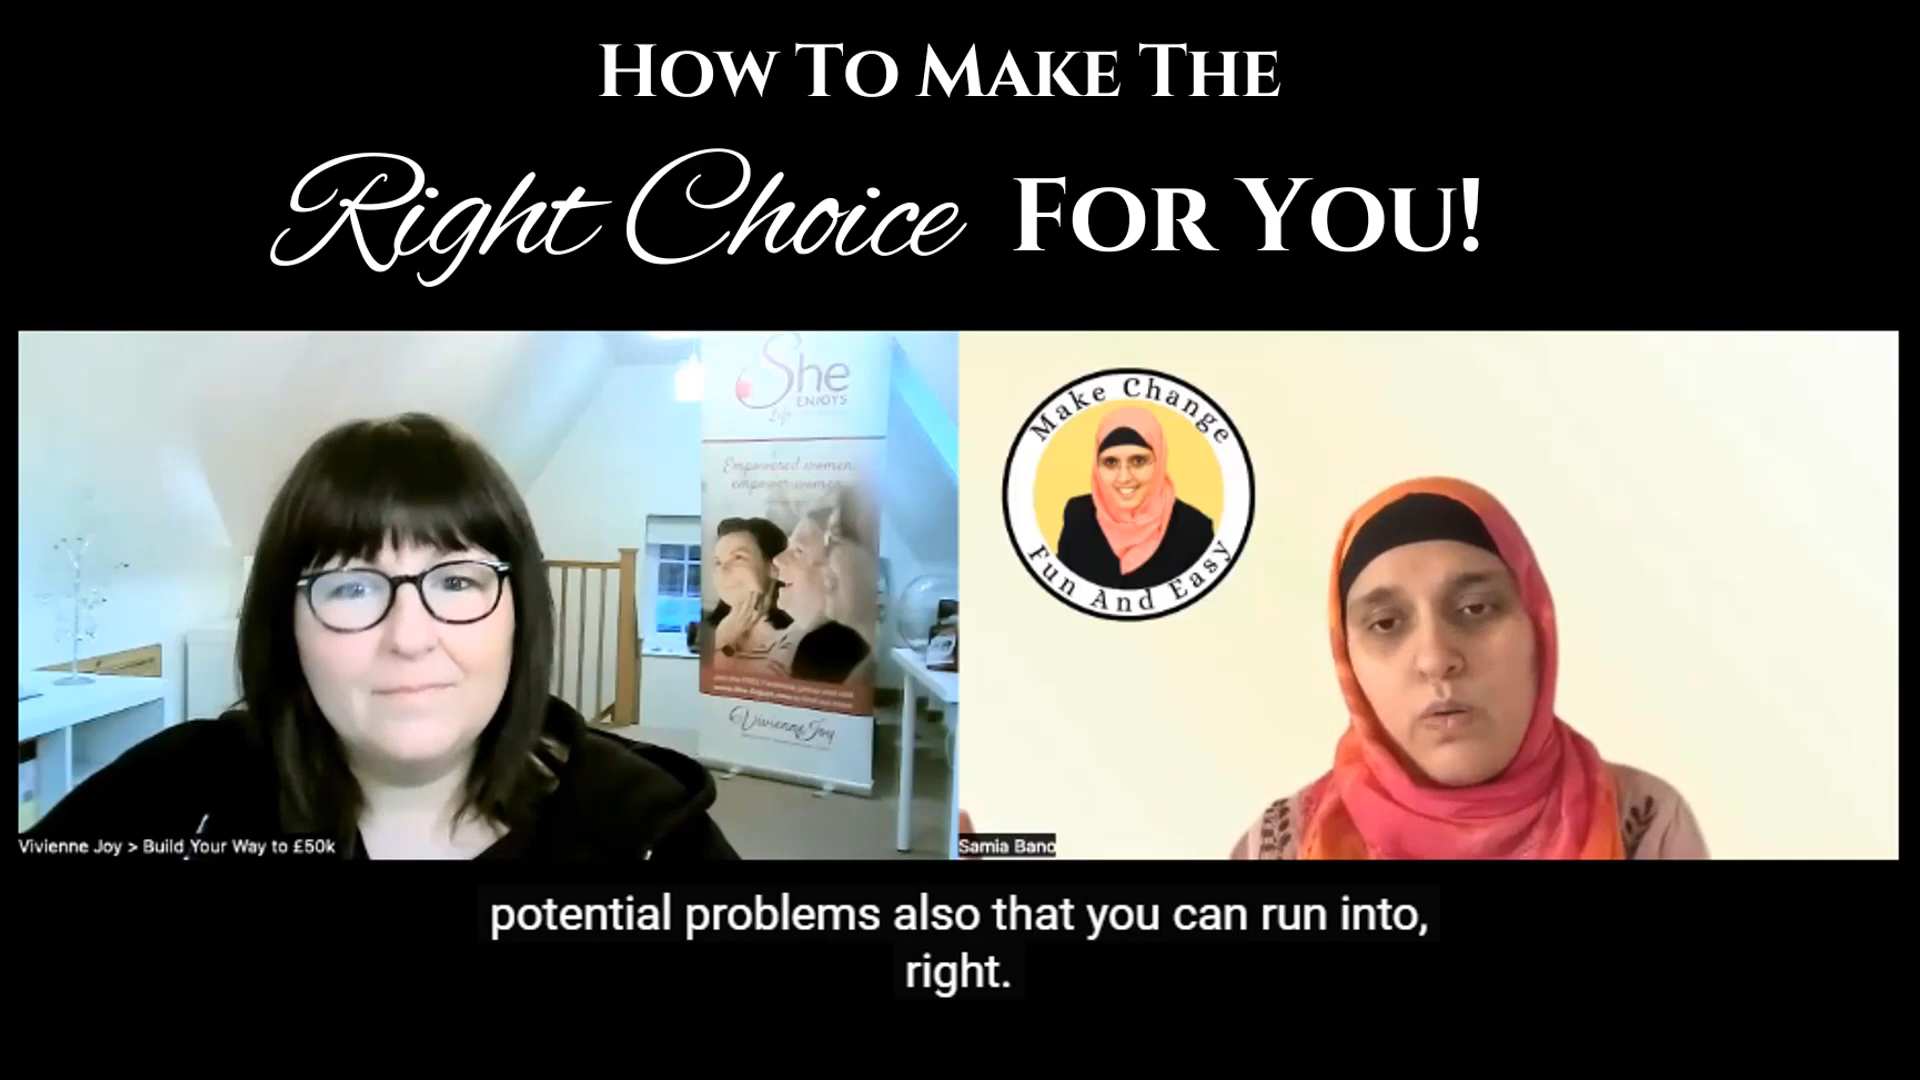 How To Make The
Right Choice For You!
She
ENJOYS
Life
Empowered women
empower women
Vivienne Joy
Make Change
Fun And Easy
Vivienne Joy > Build Your Way to £50k
Samia Bano
potential problems also that you can run into,
right.